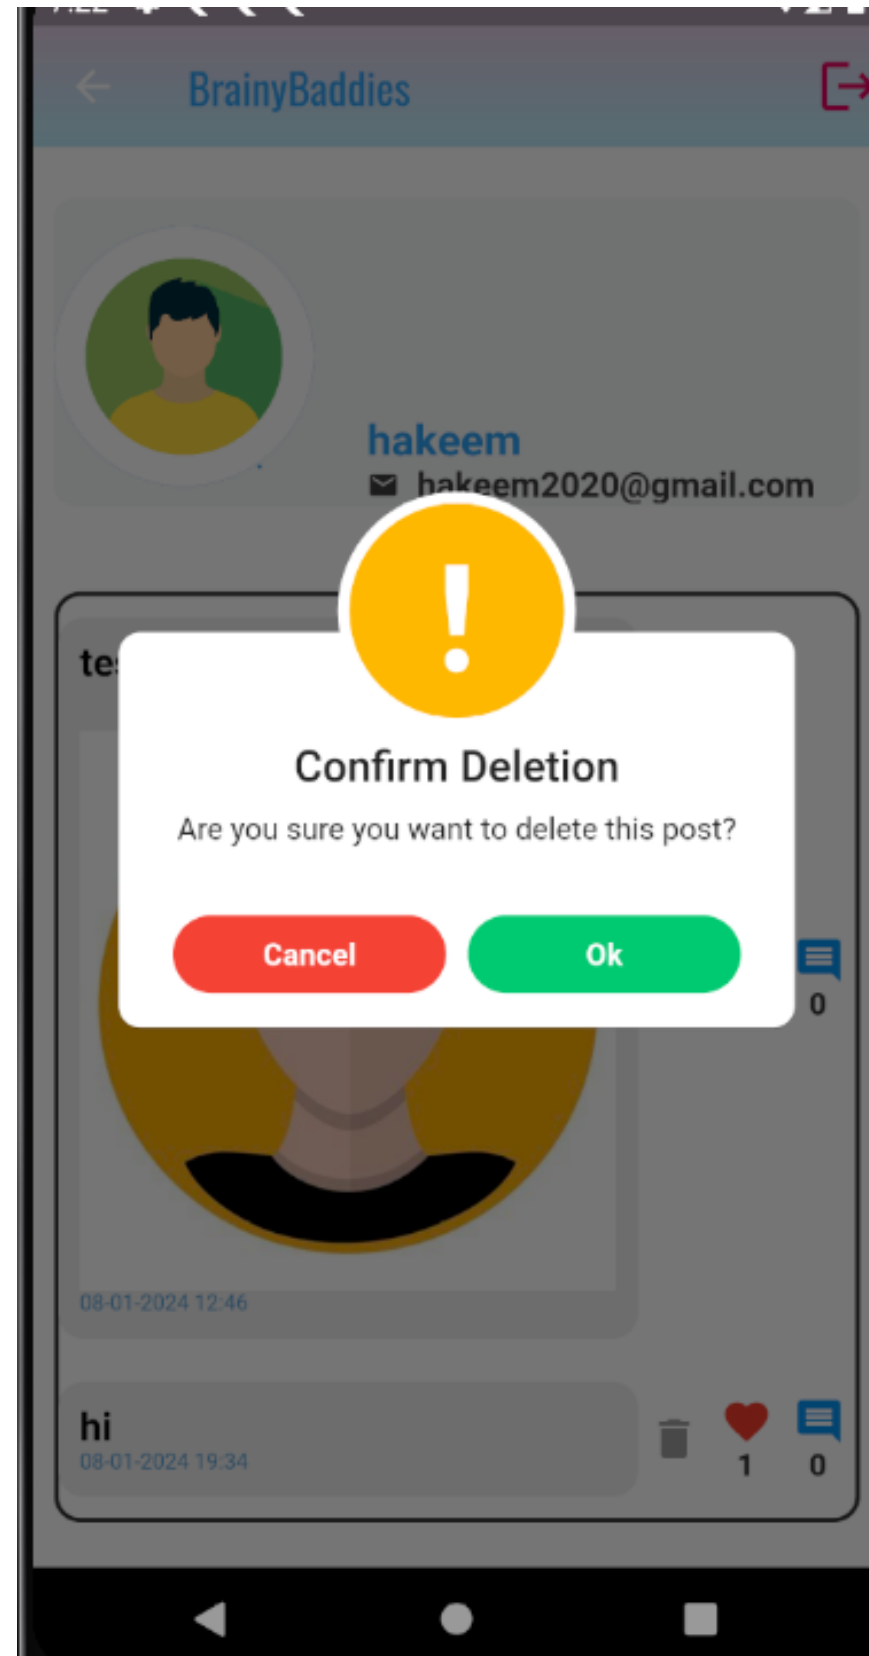 BrainyBaddies
hakeem
hakeem2020@gmail.com
!
Confirm Deletion
Are you sure you want to delete this post?
Cancel
Ok
0
08-01-2024 12:46
hi
08-01-2024 19:34
1
0